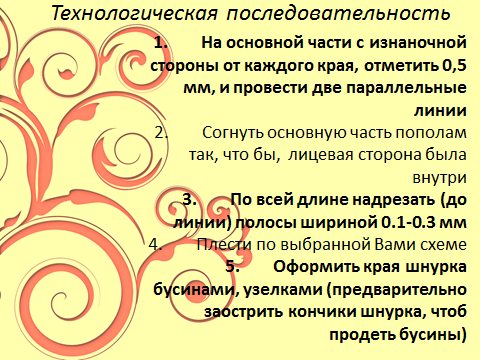 Технологическая последовательность
1. На основной части с изнаночной
стороны от каждого края, отметить 0,5
мм, и провести две параллельные
линии
2. Согнуть основную часть пополам
так, что бы, лицевая сторона была
внутри
3. По всей длине надрезать (до
линии) полосы шириной 0.1-0.3 мм
4. Плести по выбранной Вами схеме
5. Оформить края шнурка
бусинами, узелками (предварительно
заострить кончики шнурка, чтоб
продеть бусины)